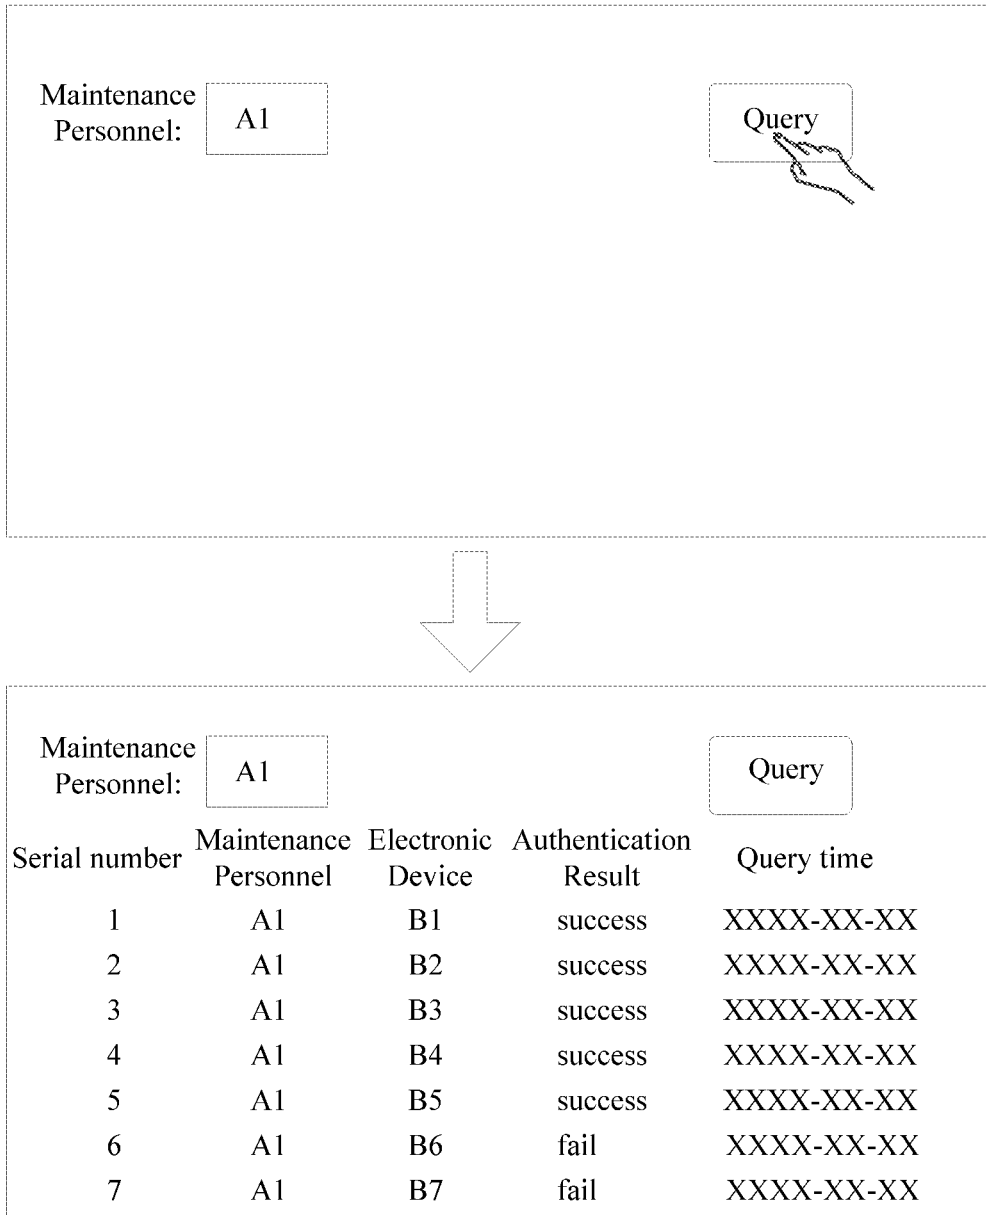 Maintenance
Personnel:
A1
Query
Maintenance
Personnel:
A1
Query
Serial number Maintenance Personnel Electronic Device Authentication Result Query time
1 A1 B1 success XXXX-XX-XX
2 A1 B2 success XXXX-XX-XX
3 A1 B3 success XXXX-XX-XX
4 A1 B4 success XXXX-XX-XX
5 A1 B5 success XXXX-XX-XX
6 A1 B6 fail XXXX-XX-XX
7 A1 B7 fail XXXX-XX-XX